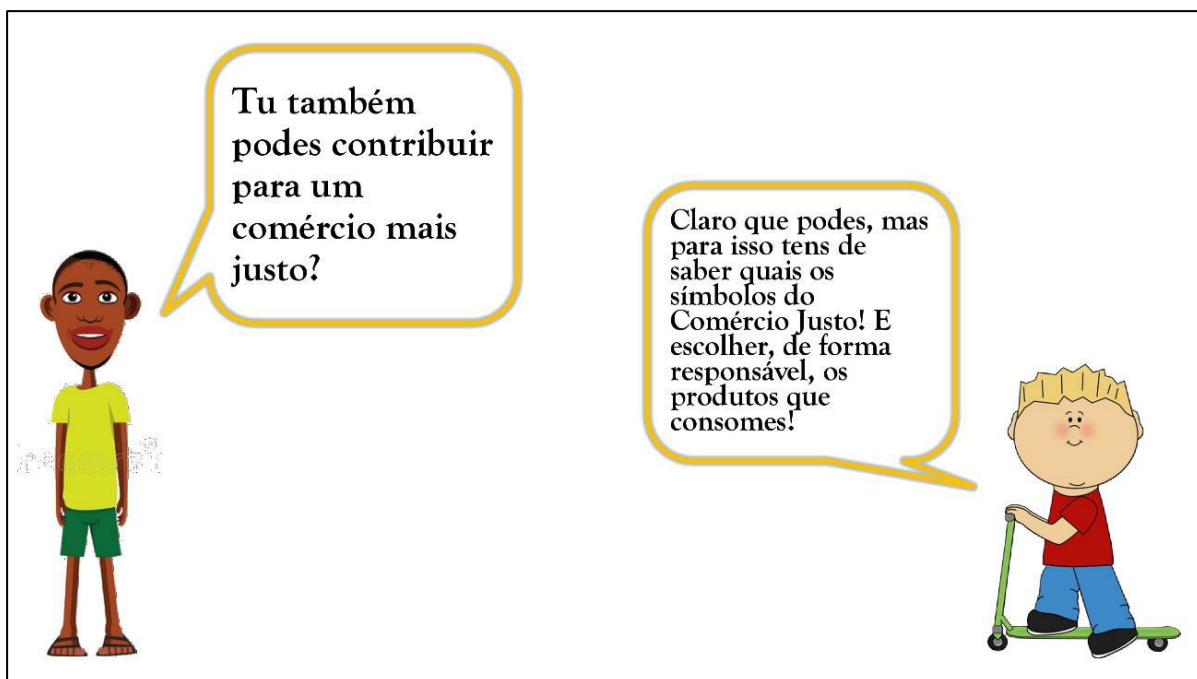 Tu também
podes contribuir
para um
comércio mais
justo?
Claro que podes, mas
para isso tens de
saber quais os
símbolos do
Comércio Justo! E
escolher, de forma
responsável, os
produtos que
consomes!